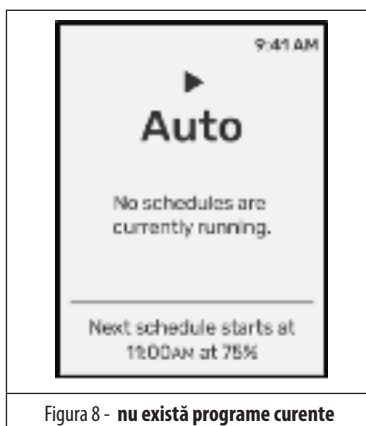 9:41 AM
Auto
No schedules are
currently running.
Next schedule starts at
11:00AM at 75%
Figura 8 - nu există programe curente